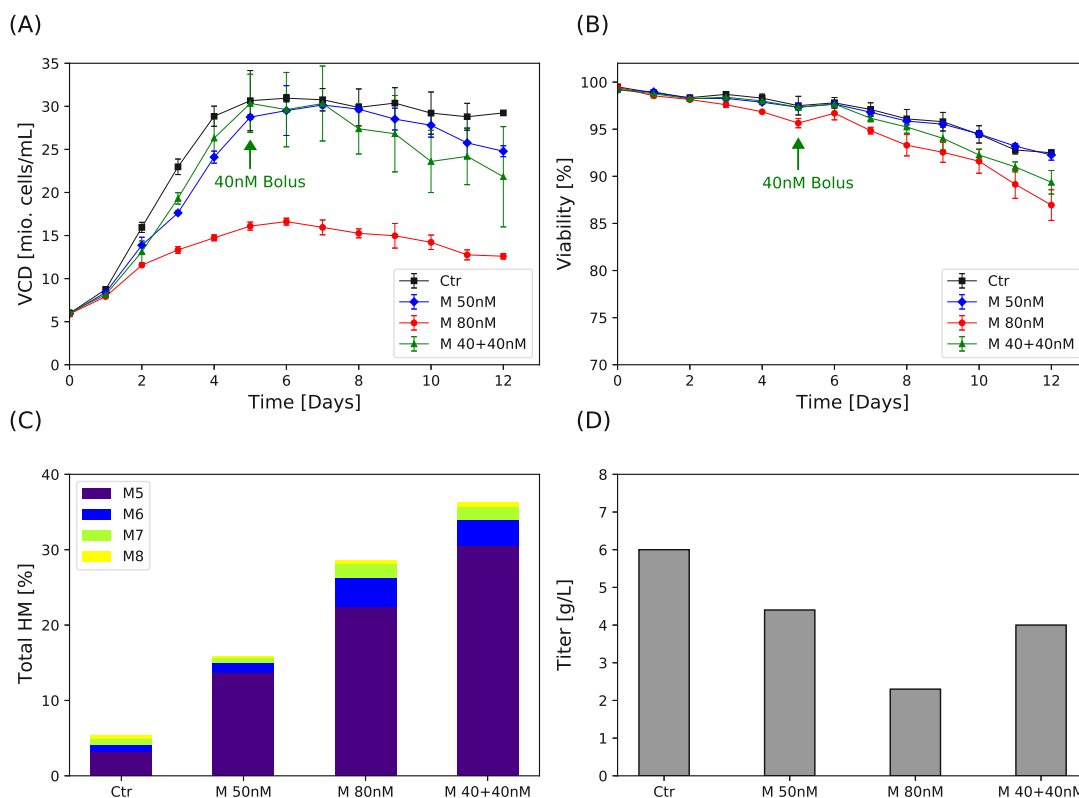 (A)
(B)
VCD [mio. cells/mL]
35
30
25
20
15
10
5
0
0 2 4 6 8 10 12
Time [Days]
40nM Bolus
Ctr
M 50nM
M 80nM
M 40+40nM
Viability [%]
100
95
90
85
80
75
70
0 2 4 6 8 10 12
Time [Days]
40nM Bolus
Ctr
M 50nM
M 80nM
M 40+40nM
(C)
(D)
Total HM [%]
40
30
20
10
0
M5
M6
M7
M8
Ctr M 50nM M 80nM M 40+40nM
Titer [g/L]
8
7
6
5
4
3
2
1
0
Ctr M 50nM M 80nM M 40+40nM